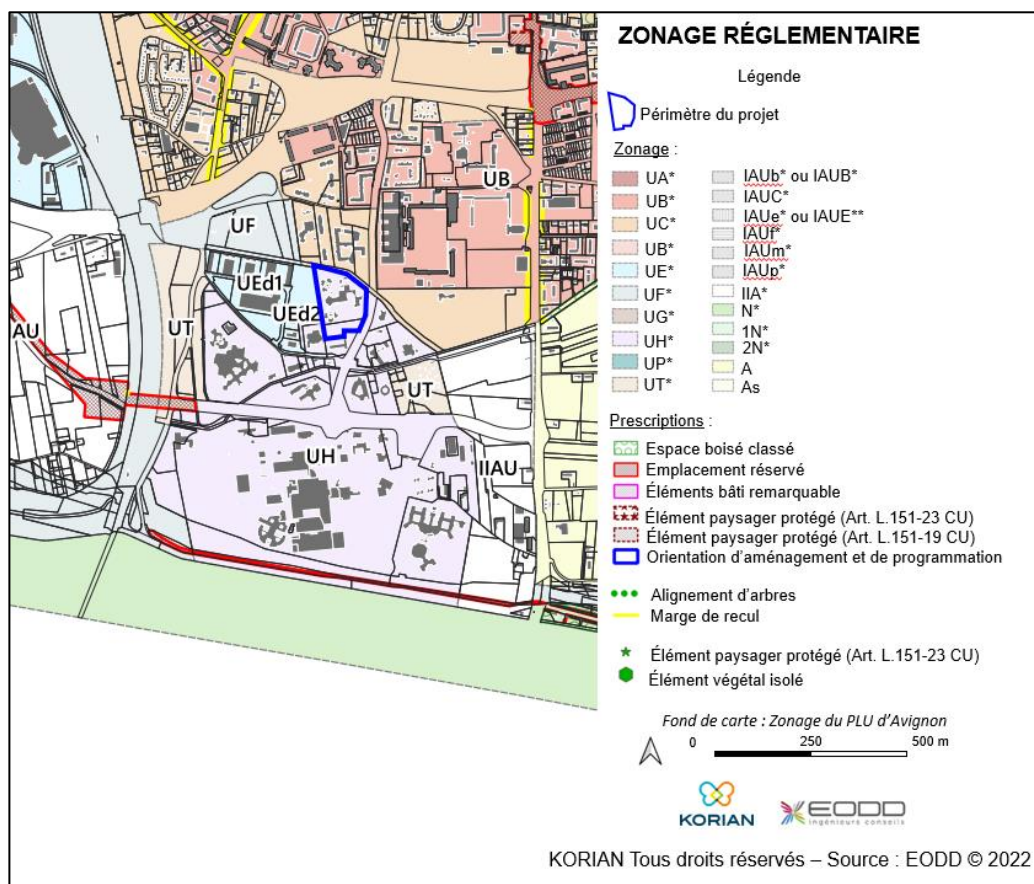 ZONAGE RÉGLEMENTAIRE
Légende
Périmètre du projet
Zonage :
UA*
UB*
UC*
UB*
UE*
UF*
UG*
UH*
UP*
UT*
IAUb* ou IAUB*
IAUC*
IAUe* ou IAUE**
IAUf*
IAUm*
IAUp*
IIA*
N*
1N*
2N*
A
As
Prescriptions :
Espace boisé classé
Emplacement réservé
Éléments bâti remarquable
Élément paysager protégé (Art. L.151-23 CU)
Élément paysager protégé (Art. L.151-19 CU)
Orientation d'aménagement et de programmation
Alignement d'arbres
Marge de recul
Élément paysager protégé (Art. L.151-23 CU)
Élément végétal isolé
Fond de carte : Zonage du PLU d'Avignon
0 250 500 m
KORIAN
EODD
ingénieurs conseils
KORIAN Tous droits réservés – Source : EODD © 2022
UB
UF
UEd1
UEd2
UT
IAU
UT
UH
IIAU